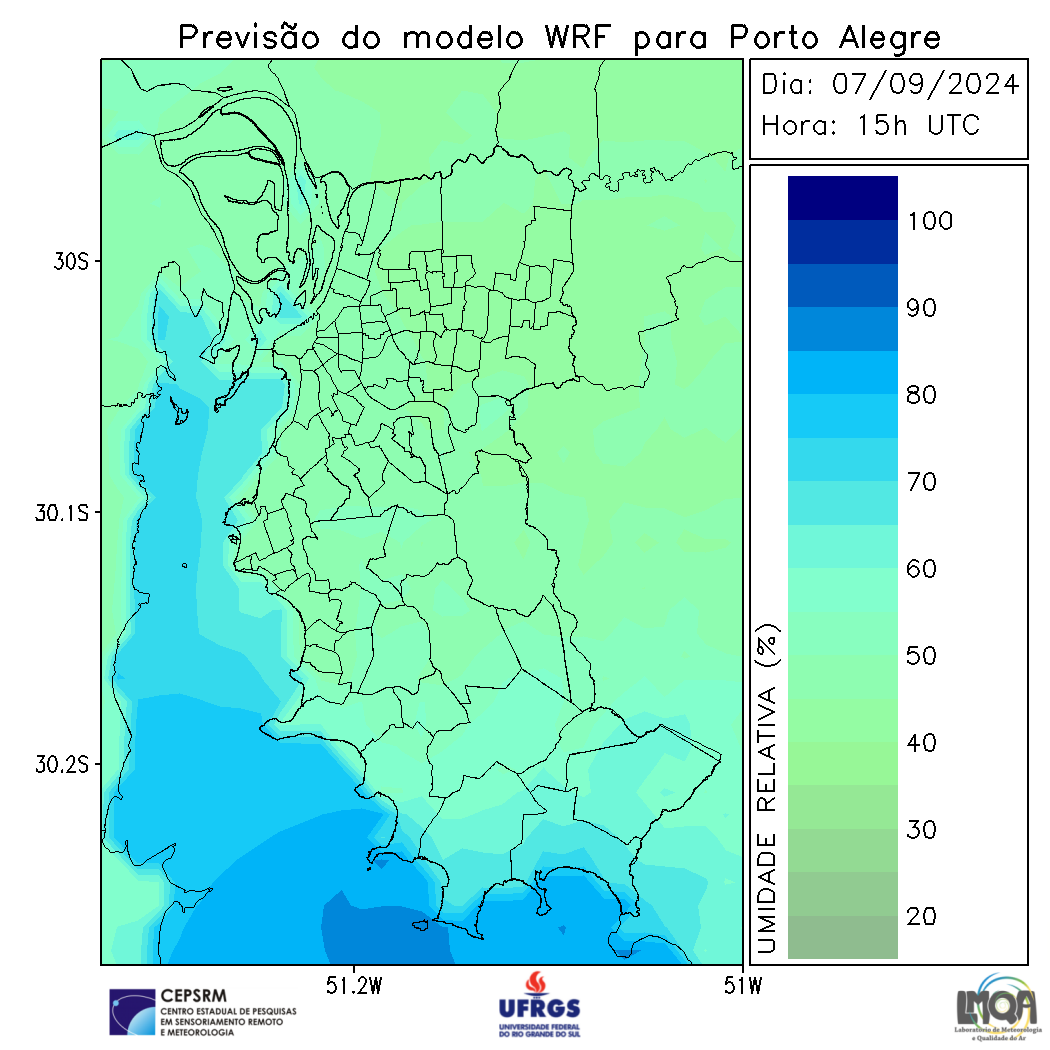 Previsão do modelo WRF para Porto Alegre
Dia: 07/09/2024
Hora: 15h UTC
30S
30.1S
30.2S
51.2W
51W
UMIDADE RELATIVA (%)
100
90
80
70
60
50
40
30
20
CEPSRM
CENTRO ESTADUAL DE PESQUISAS
EM SENSORIAMENTO REMOTO
E METEOROLOGIA
UFRGS
UNIVERSIDADE FEDERAL
DO RIO GRANDE DO SUL
LMQA
Laboratório de Meteorologia
e Qualidade do Ar